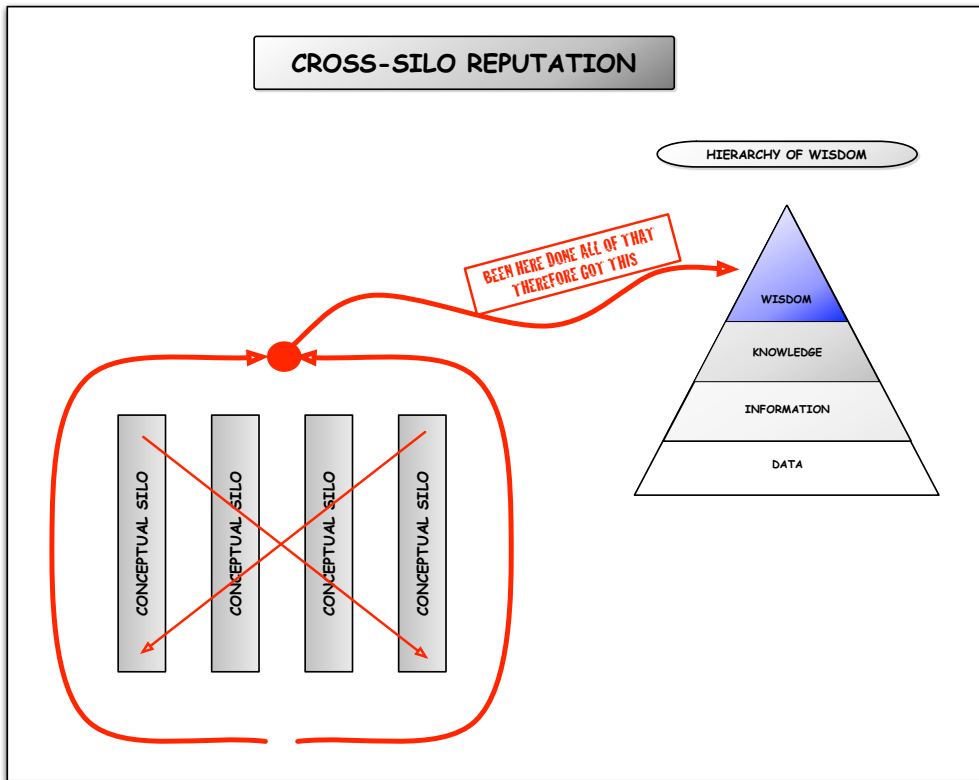 CROSS-SILO REPUTATION
HIERARCHY OF WISDOM
BEEN HERE DONE ALL OF THAT
THEREFORE GOT THIS
WISDOM
KNOWLEDGE
INFORMATION
DATA
CONCEPTUAL SILO
CONCEPTUAL SILO
CONCEPTUAL SILO
CONCEPTUAL SILO